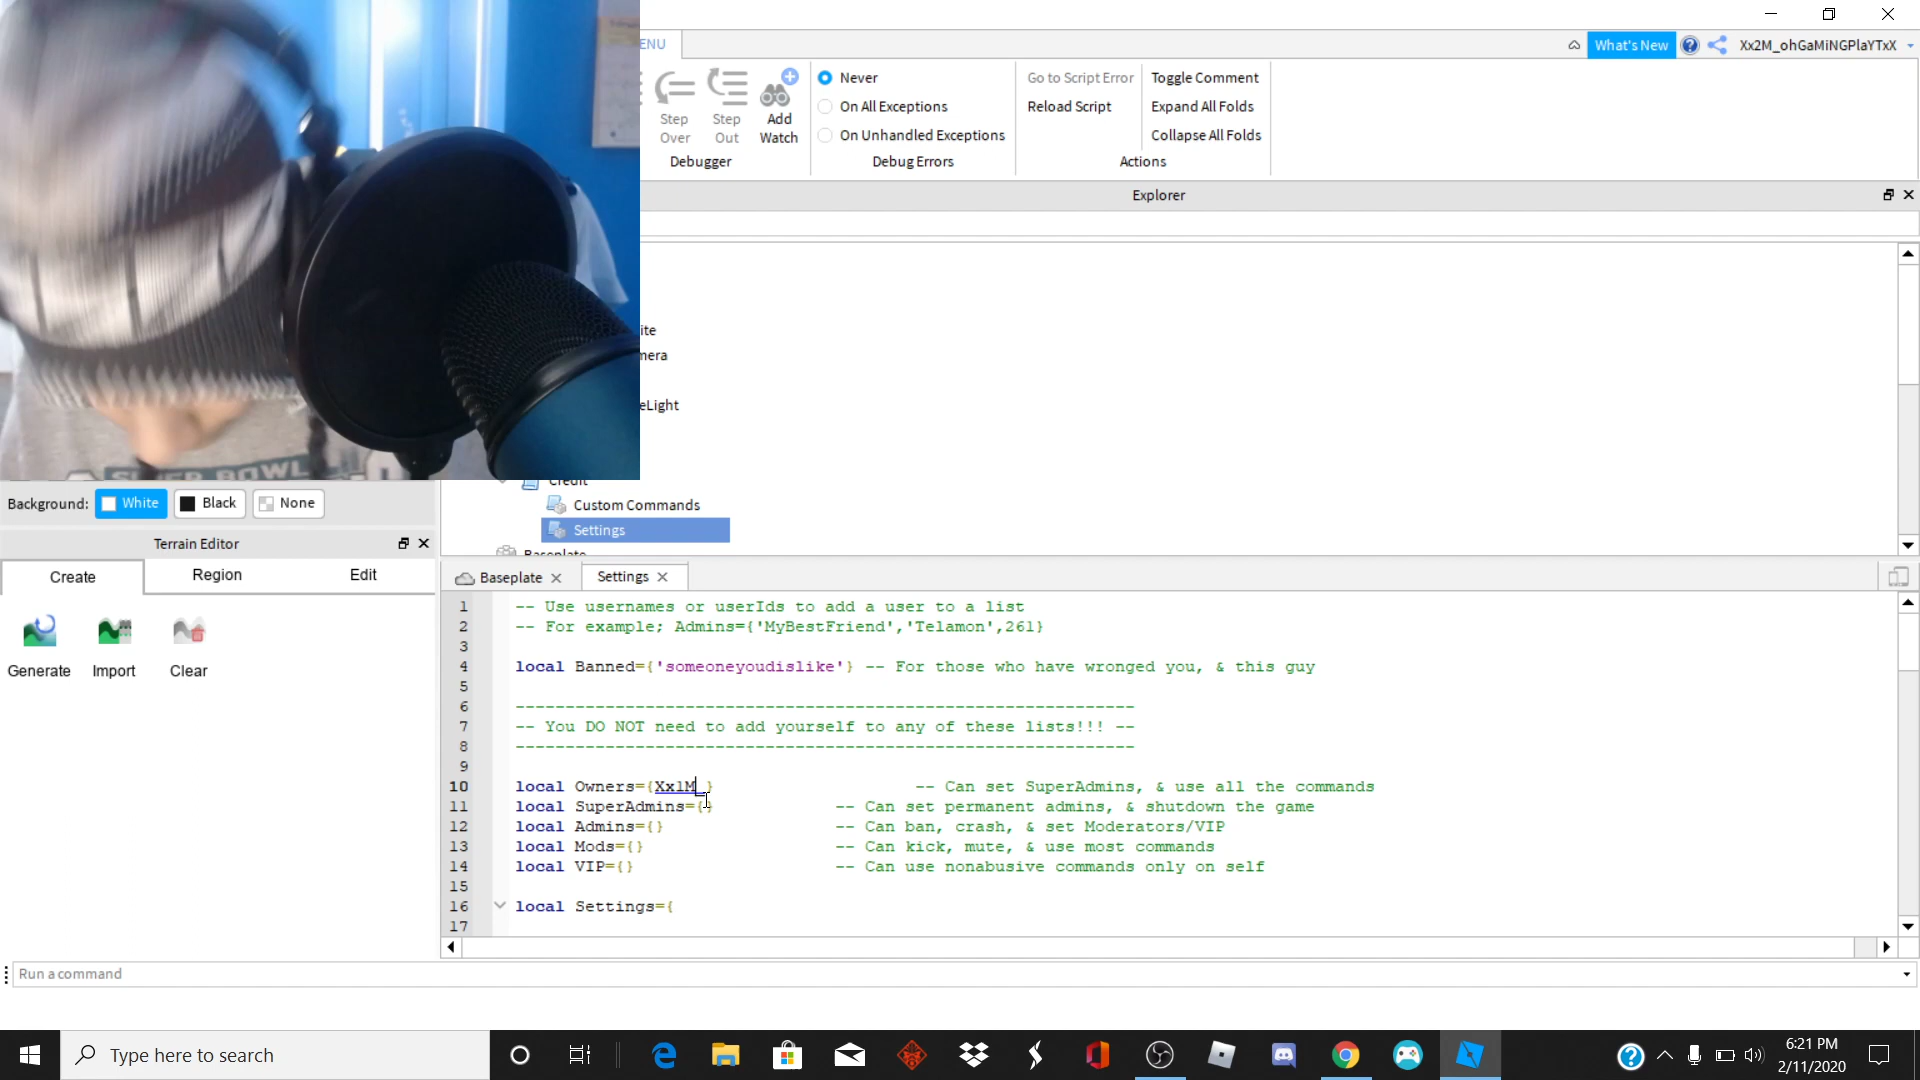 ENU
What's New
Xx2M_ohGaMiNGPlaYTxX
Step Over
Step Out
Add Watch
Debugger
Never
On All Exceptions
On Unhandled Exceptions
Debug Errors
Go to Script Error
Reload Script
Toggle Comment
Expand All Folds
Collapse All Folds
Actions
Explorer
ite
mera
eLight
Credit
Custom Commands
Settings
Baseplate
Background:
White
Black
None
Terrain Editor
Create
Region
Edit
Generate
Import
Clear
Baseplate
Settings
1 -- Use usernames or userIds to add a user to a list
2 -- For example; Admins={'MyBestFriend','Telamon',261}
3
4 local Banned={'someoneyoudislike'} -- For those who have wronged you, & this guy
5
6 --------------------------------------------------------------
7 -- You DO NOT need to add yourself to any of these lists!!! --
8 --------------------------------------------------------------
9
10 local Owners={Xx1M_} -- Can set SuperAdmins, & use all the commands
11 local SuperAdmins={} -- Can set permanent admins, & shutdown the game
12 local Admins={} -- Can ban, crash, & set Moderators/VIP
13 local Mods={} -- Can kick, mute, & use most commands
14 local VIP={} -- Can use nonabusive commands only on self
15
16 local Settings={
17
Run a command
Type here to search
6:21 PM
2/11/2020